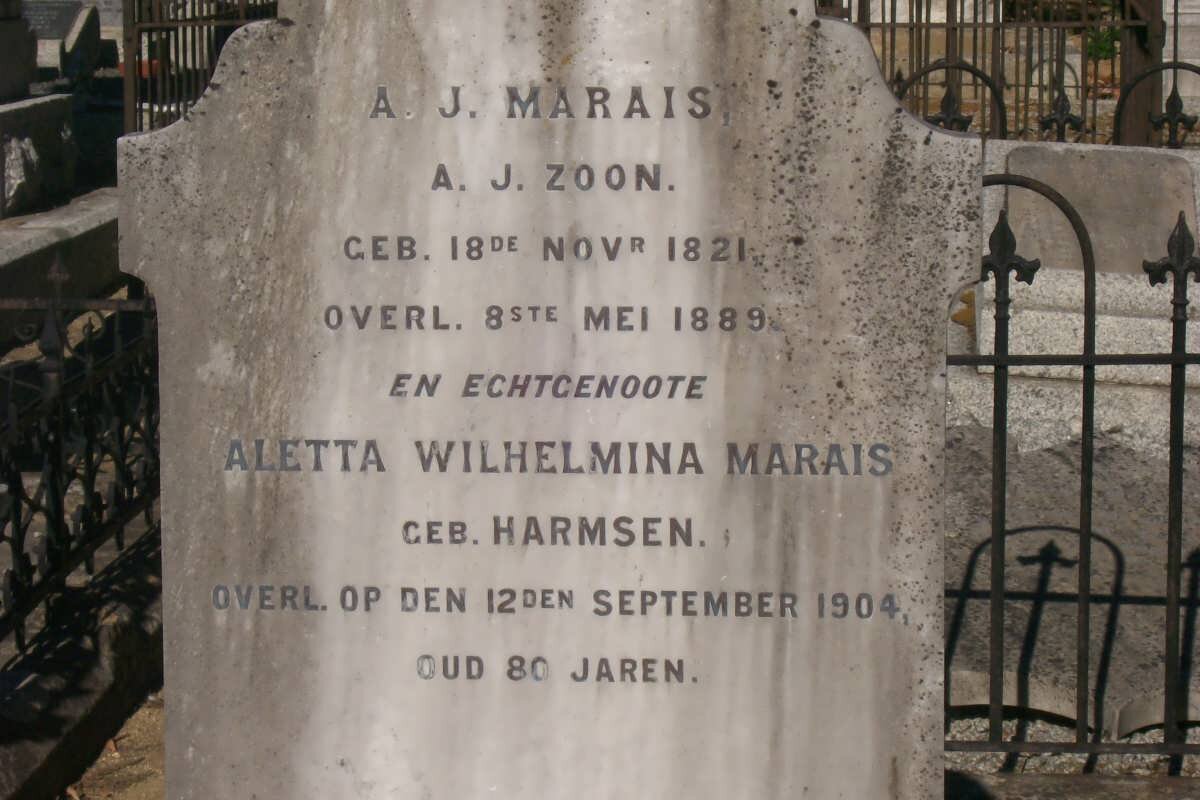 A. J. MARAIS,
A. J. ZOON.
GEB. 18DE NOVR 1821.
OVERL. 8STE MEI 1889.
EN ECHTGENOOTE
ALETTA WILHELMINA MARAIS
GEB. HARMSEN.
OVERL. OP DEN 12DEN SEPTEMBER 1904,
OUD 80 JAREN.